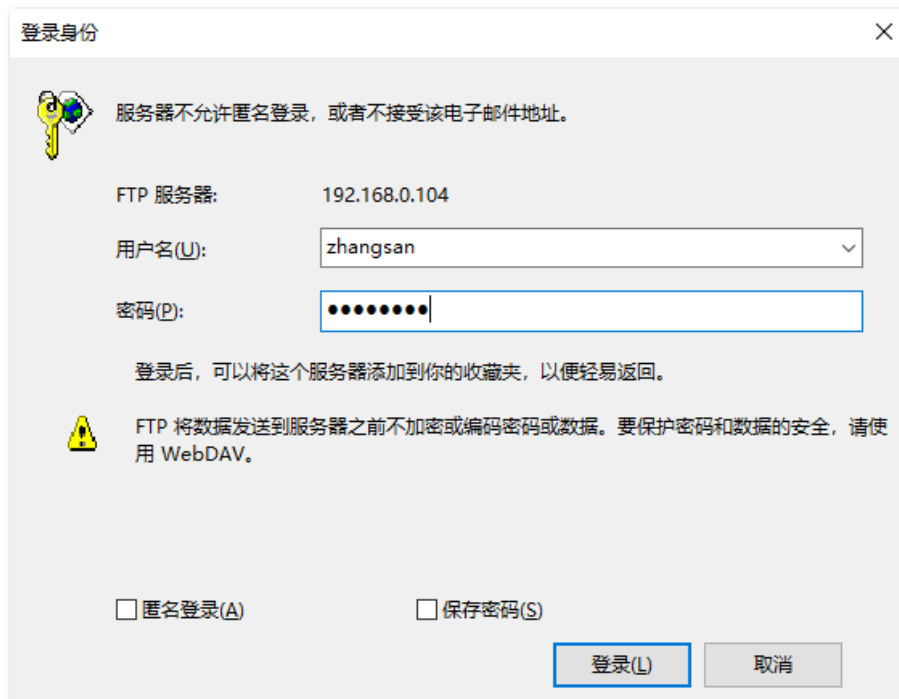 登录身份
服务器不允许匿名登录，或者不接受该电子邮件地址。
FTP 服务器: 192.168.0.104
用户名(U): zhangsan
密码(P): ●●●●●●●●
登录后，可以将这个服务器添加到你的收藏夹，以便轻易返回。
FTP 将数据发送到服务器之前不加密或编码密码或数据。要保护密码和数据的安全，请使
用 WebDAV。
匿名登录(A) 保存密码(S)
登录(L) 取消